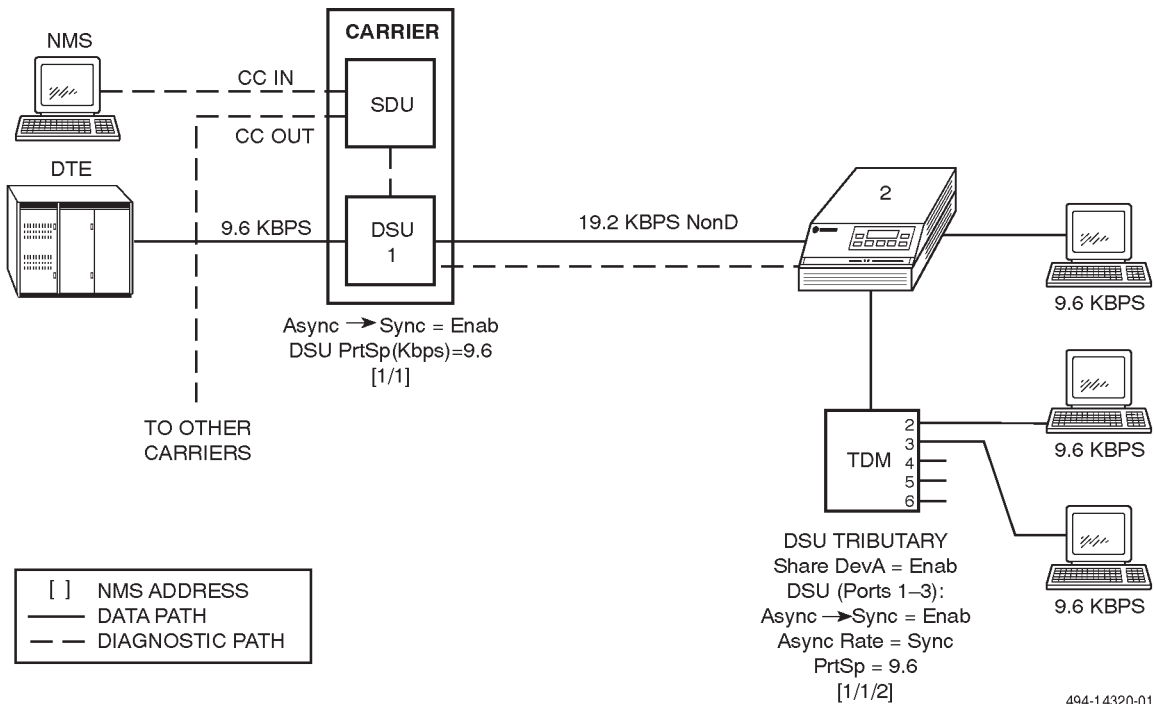 NMS
CARRIER
CC IN
SDU
CC OUT
DTE
9.6 KBPS
DSU
1
19.2 KBPS NonD
2
9.6 KBPS
Async → Sync = Enab
DSU PrtSp(Kbps)=9.6
[1/1]
TO OTHER
CARRIERS
TDM
2
3
4
5
6
9.6 KBPS
9.6 KBPS
DSU TRIBUTARY
Share DevA = Enab
DSU (Ports 1–3):
Async → Sync = Enab
Async Rate = Sync
PrtSp = 9.6
[1/1/2]
[ ] NMS ADDRESS
DATA PATH
DIAGNOSTIC PATH
494-14320-01